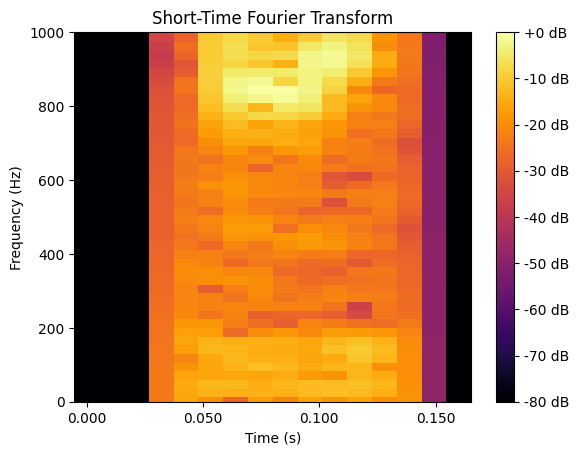 Short-Time Fourier Transform
Frequency (Hz)
1000
800
600
400
200
0
0.000
0.050
0.100
0.150
Time (s)
+0 dB
-10 dB
-20 dB
-30 dB
-40 dB
-50 dB
-60 dB
-70 dB
-80 dB